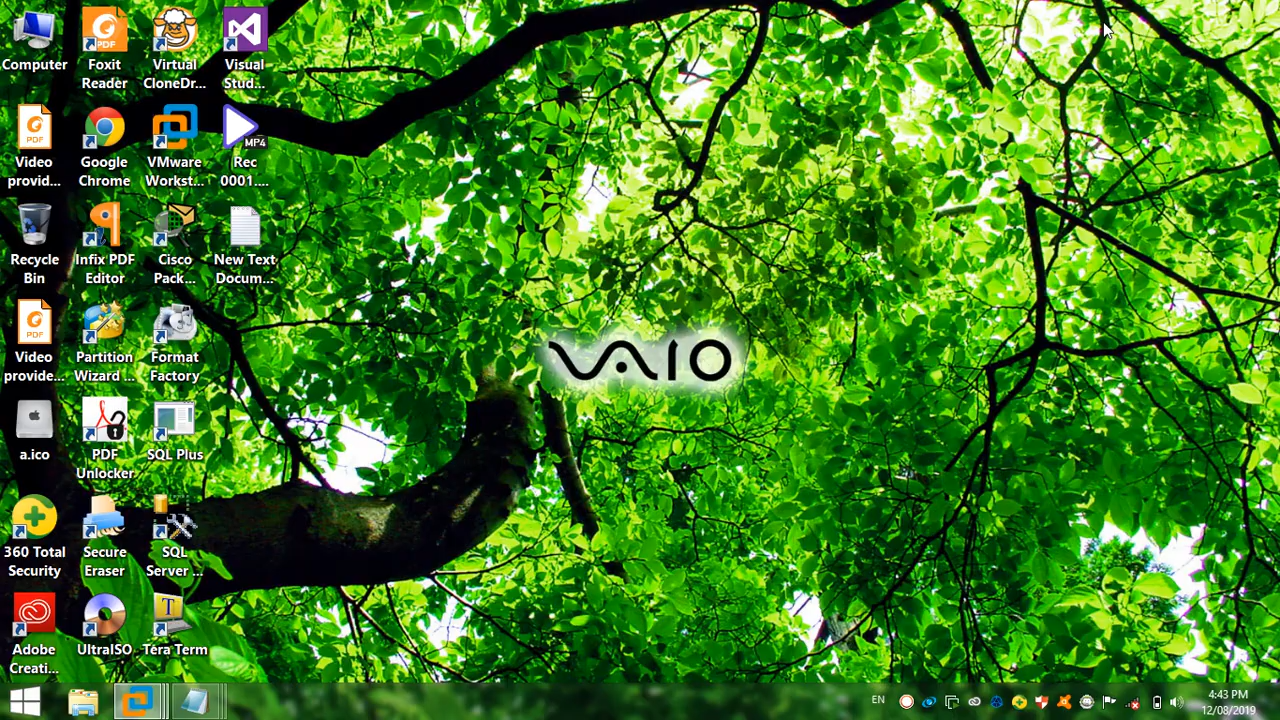 Computer
Foxit
Reader
Virtual
CloneDr...
Visual
Stud...
PDF
Video
provid...
Google
Chrome
VMware
Workst...
MP4
Rec
0001....
PDF
Recycle
Bin
Infix PDF
Editor
Cisco
Pack...
New Text
Docum...
PDF
Video
provide...
Partition
Wizard ...
Format
Factory
VAIO
a.ico
PDF
Unlocker
SQL Plus
360 Total
Security
Secure
Eraser
SQL
Server ...
T
Adobe
Creati...
UltraISO
Tera Term
EN
4:43 PM
12/08/2019